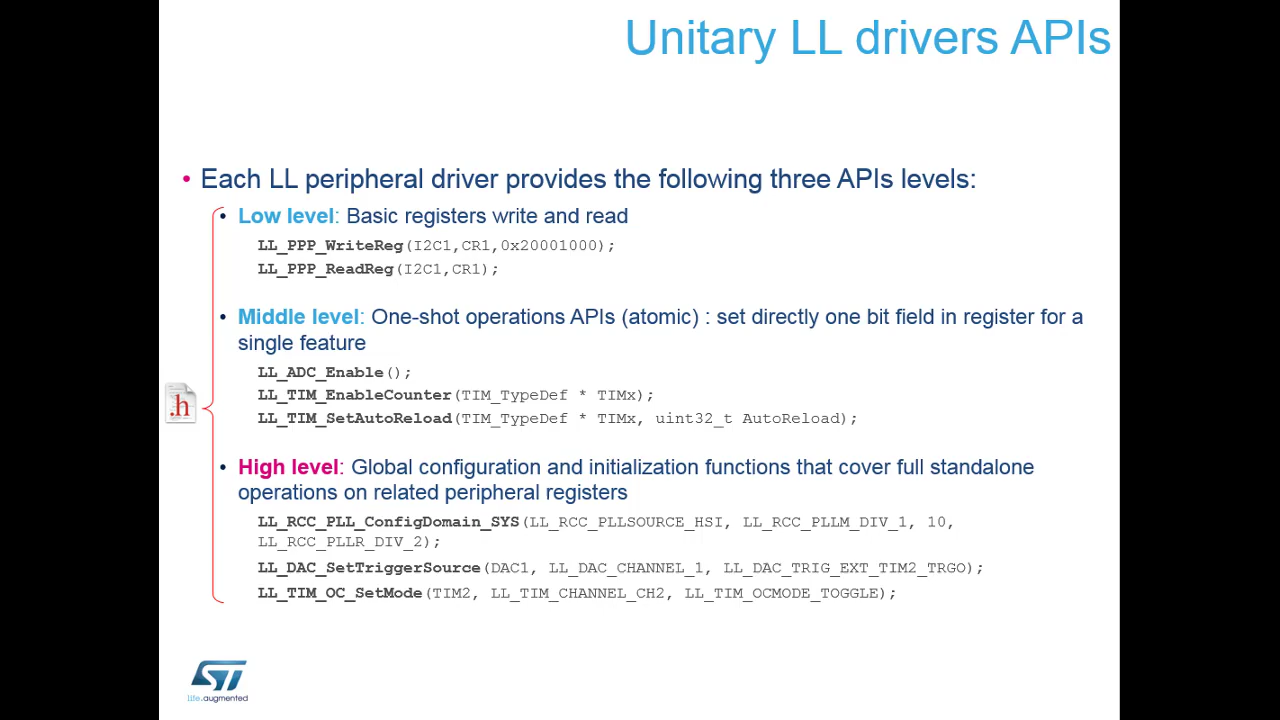 Unitary LL drivers APIs
• Each LL peripheral driver provides the following three APIs levels:
• Low level: Basic registers write and read
LL_PPP_WriteReg(I2C1,CR1,0x20001000);
LL_PPP_ReadReg(I2C1,CR1);
• Middle level: One-shot operations APIs (atomic) : set directly one bit field in register for a
single feature
LL_ADC_Enable();
LL_TIM_EnableCounter(TIM_TypeDef * TIMx);
LL_TIM_SetAutoReload(TIM_TypeDef * TIMx, uint32_t AutoReload);
.h
• High level: Global configuration and initialization functions that cover full standalone
operations on related peripheral registers
LL_RCC_PLL_ConfigDomain_SYS(LL_RCC_PLLSOURCE_HSI, LL_RCC_PLLM_DIV_1, 10,
LL_RCC_PLLR_DIV_2);
LL_DAC_SetTriggerSource(DAC1, LL_DAC_CHANNEL_1, LL_DAC_TRIG_EXT_TIM2_TRGO);
LL_TIM_OC_SetMode(TIM2, LL_TIM_CHANNEL_CH2, LL_TIM_OCMODE_TOGGLE);
ST
life.augmented